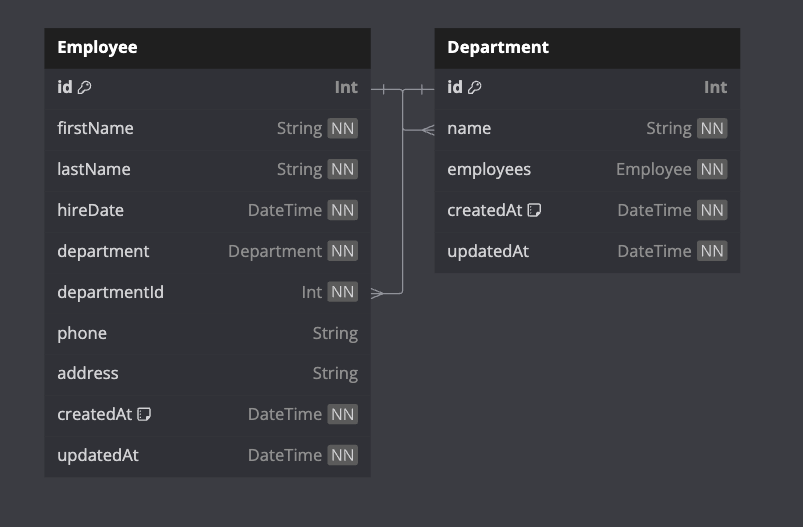 Employee
id Int
firstName String NN
lastName String NN
hireDate DateTime NN
department Department NN
departmentId Int NN
phone String
address String
createdAt DateTime NN
updatedAt DateTime NN
Department
id Int
name String NN
employees Employee NN
createdAt DateTime NN
updatedAt DateTime NN